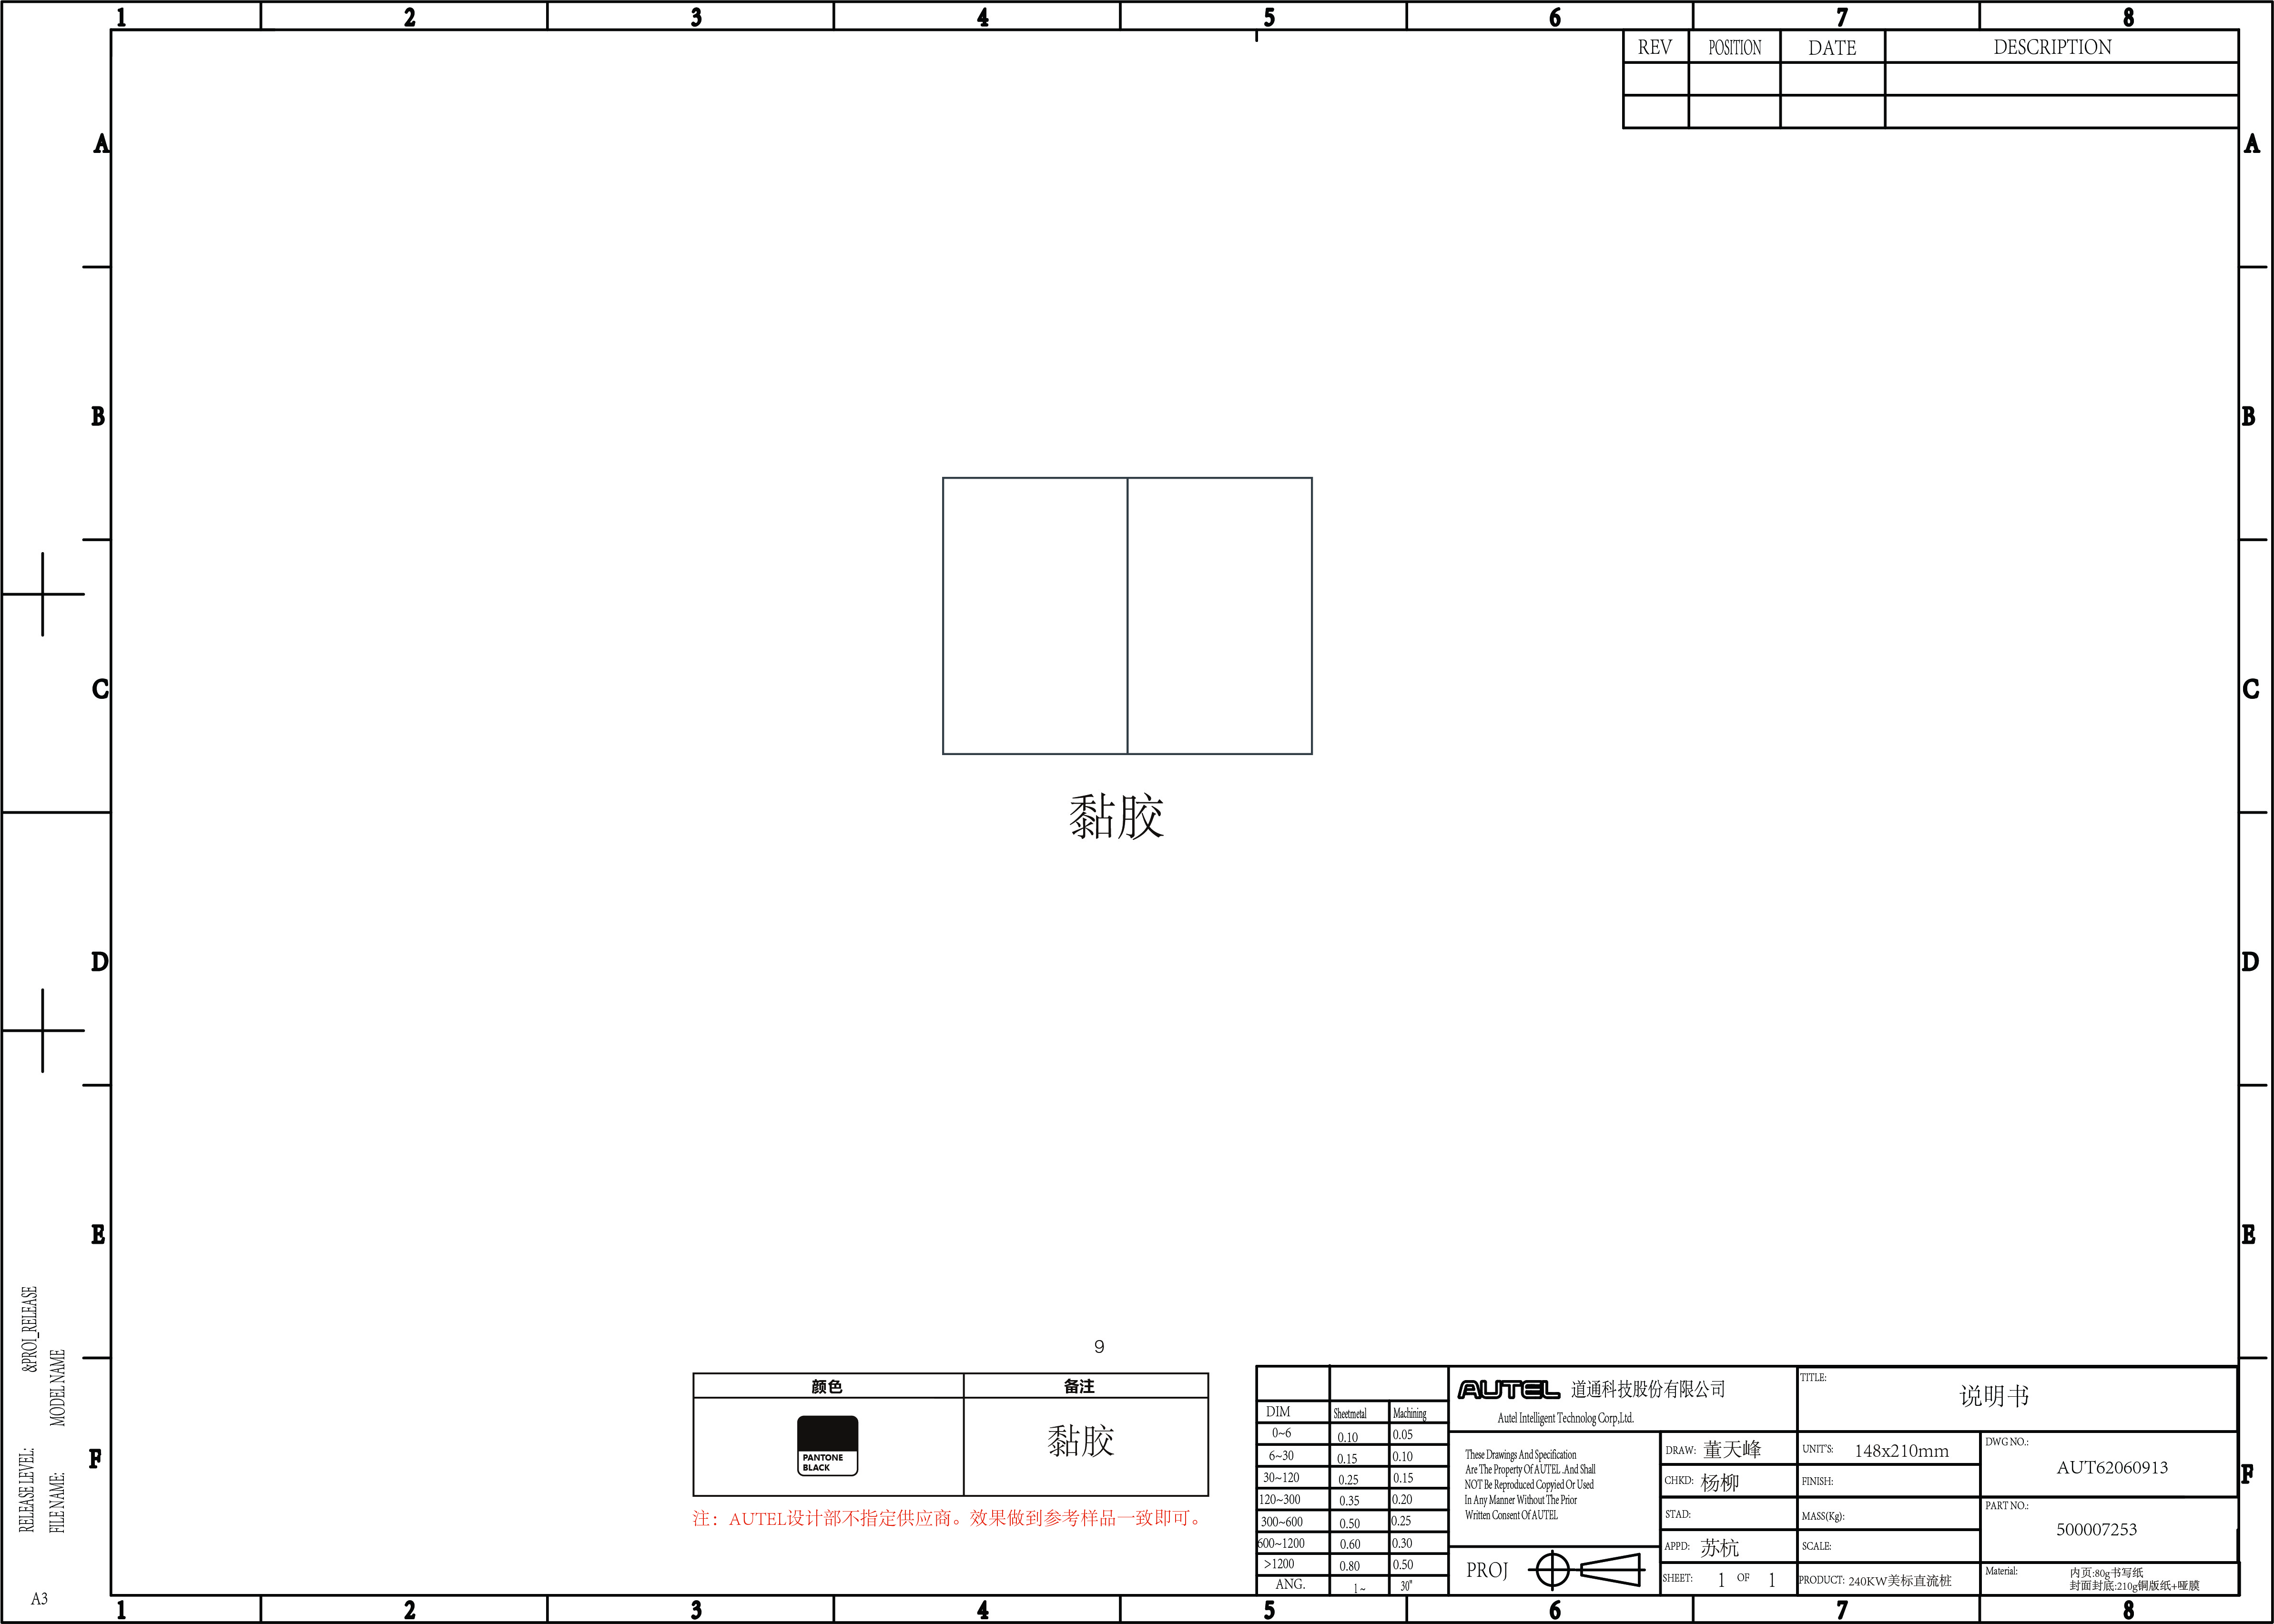 1 2 3 4 5 6 7 8
REV POSITION DATE DESCRIPTION
A A
B B
C C
黏胶
D D
E E
&PROI_RELEASE
MODEL NAME
RELEASE LEVEL:
FILE NAME:
F F
A3
9
颜色 备注
PANTONE
BLACK
黏胶
注：AUTEL设计部不指定供应商。效果做到参考样品一致即可。
DIM Sheetmetal Machining
0~6 0.10 0.05
6~30 0.15 0.10
30~120 0.25 0.15
120~300 0.35 0.20
300~600 0.50 0.25
600~1200 0.60 0.30
>1200 0.80 0.50
ANG. 1 ~ 30"
AUTEL 道通科技股份有限公司
Autel Intelligent Technolog Corp,Ltd.
These Drawings And Specification
Are The Property Of AUTEL .And Shall
NOT Be Reproduced Copyied Or Used
In Any Manner Without The Prior
Written Consent Of AUTEL
PROJ
TITLE: 说明书
DRAW: 董天峰
CHKD: 杨柳
STAD:
APPD: 苏杭
SHEET: 1 OF 1
UNIT'S: 148x210mm
FINISH:
MASS(Kg):
SCALE:
PRODUCT: 240KW美标直流桩
DWG NO.:
AUT62060913
PART NO.:
500007253
Material: 内页:80g书写纸
封面封底:210g铜版纸+哑膜
1 2 3 4 5 6 7 8